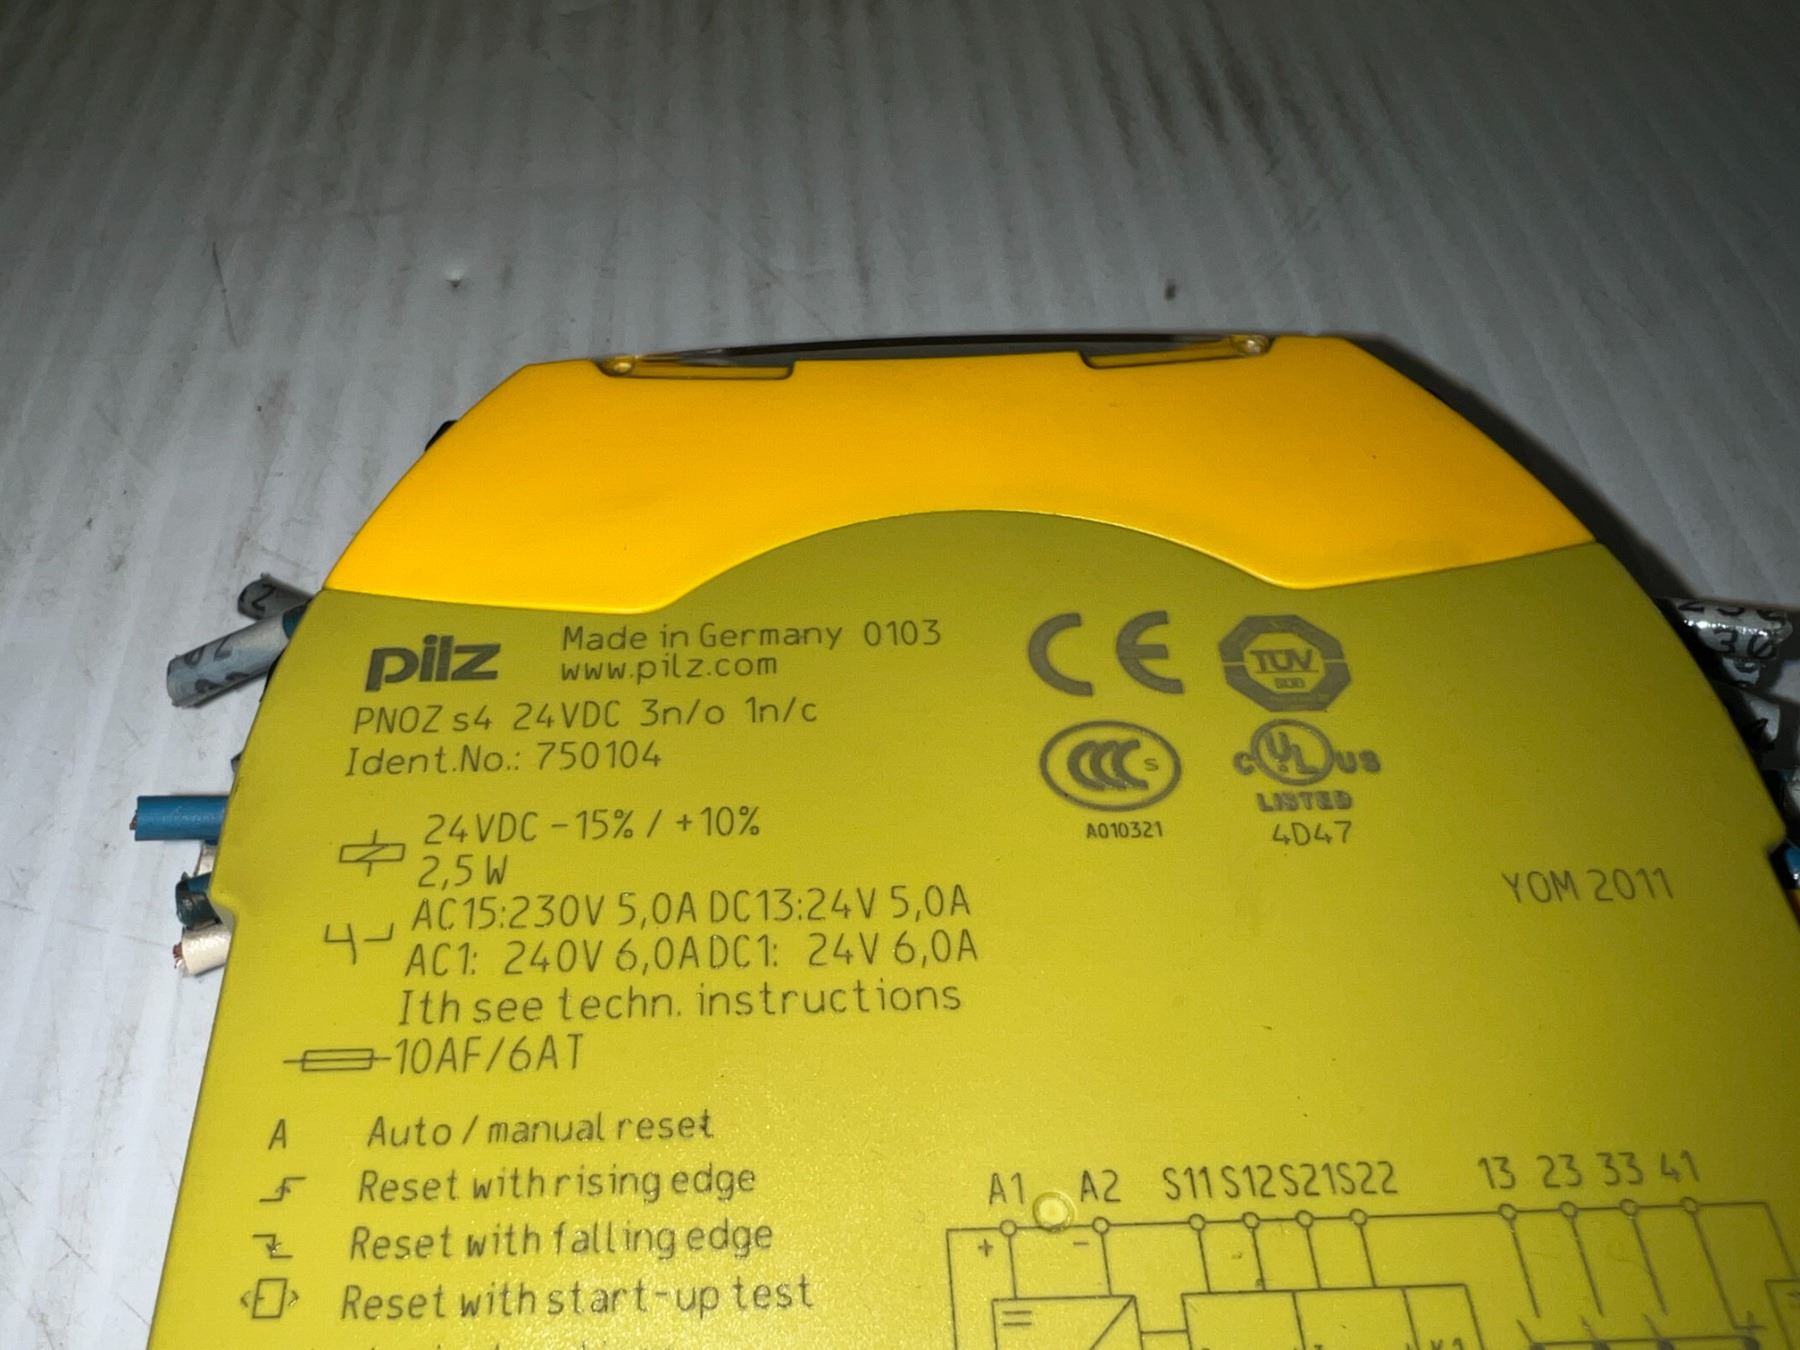 pilz Made in Germany 0103
www.pilz.com
PNOZ s4 24VDC 3n/o 1n/c
Ident.No.: 750104
24VDC -15% / +10%
2,5 W
AC15:230V 5,0A DC13:24V 5,0A
AC1: 240V 6,0A DC1: 24V 6,0A
Ith see techn. instructions
10AF/6AT
A Auto / manual reset
Reset with rising edge
Reset with falling edge
Reset with start-up test
CE
TÜV
CCC S
A010321
C UL US
LISTED
4D47
YOM 2011
A1 A2 S11 S12 S21 S22 13 23 33 41
+ -